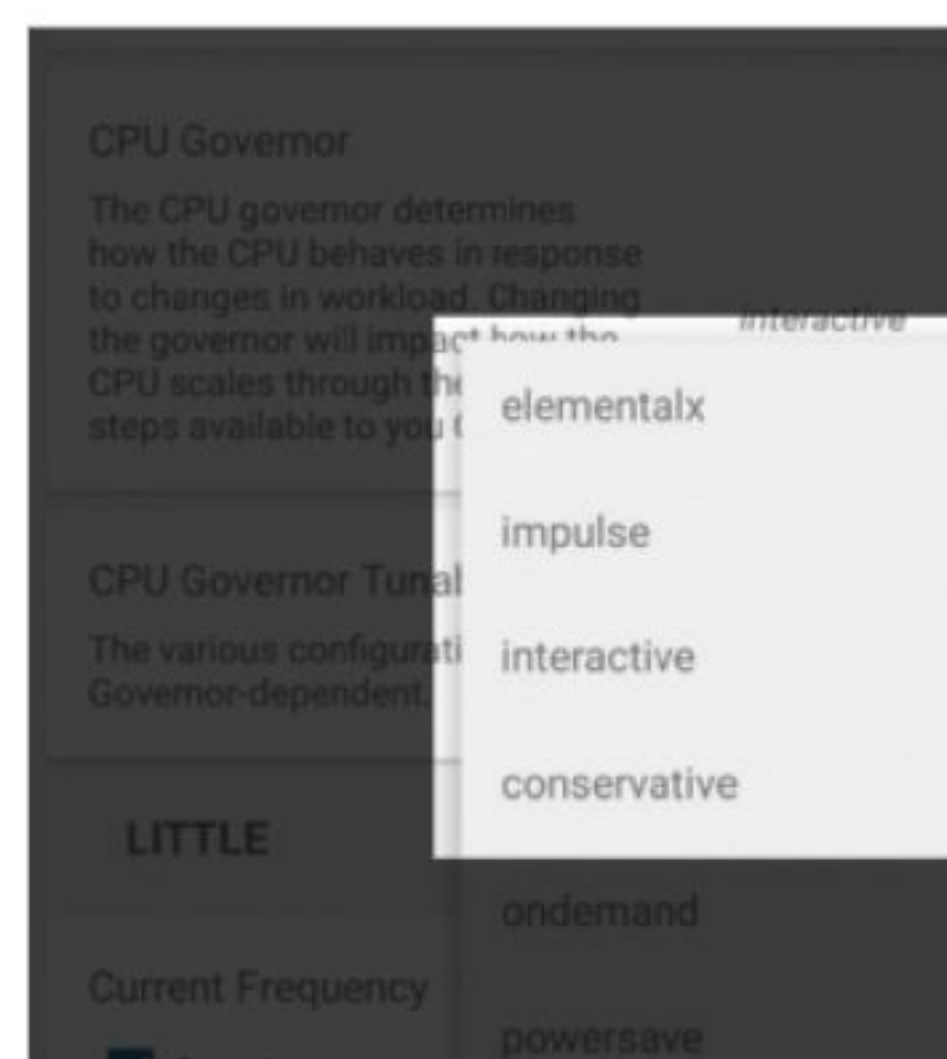 CPU Governor
The CPU governor determines
how the CPU behaves in response
to changes in workload. Changing
interactive
the governor will impact how the
CPU scales through the
steps available to you
elementalx
impulse
CPU Governor
The various
interactive
Governor-dependent.
conservative
LITTLE
ondemand
Current Frequency
powersave